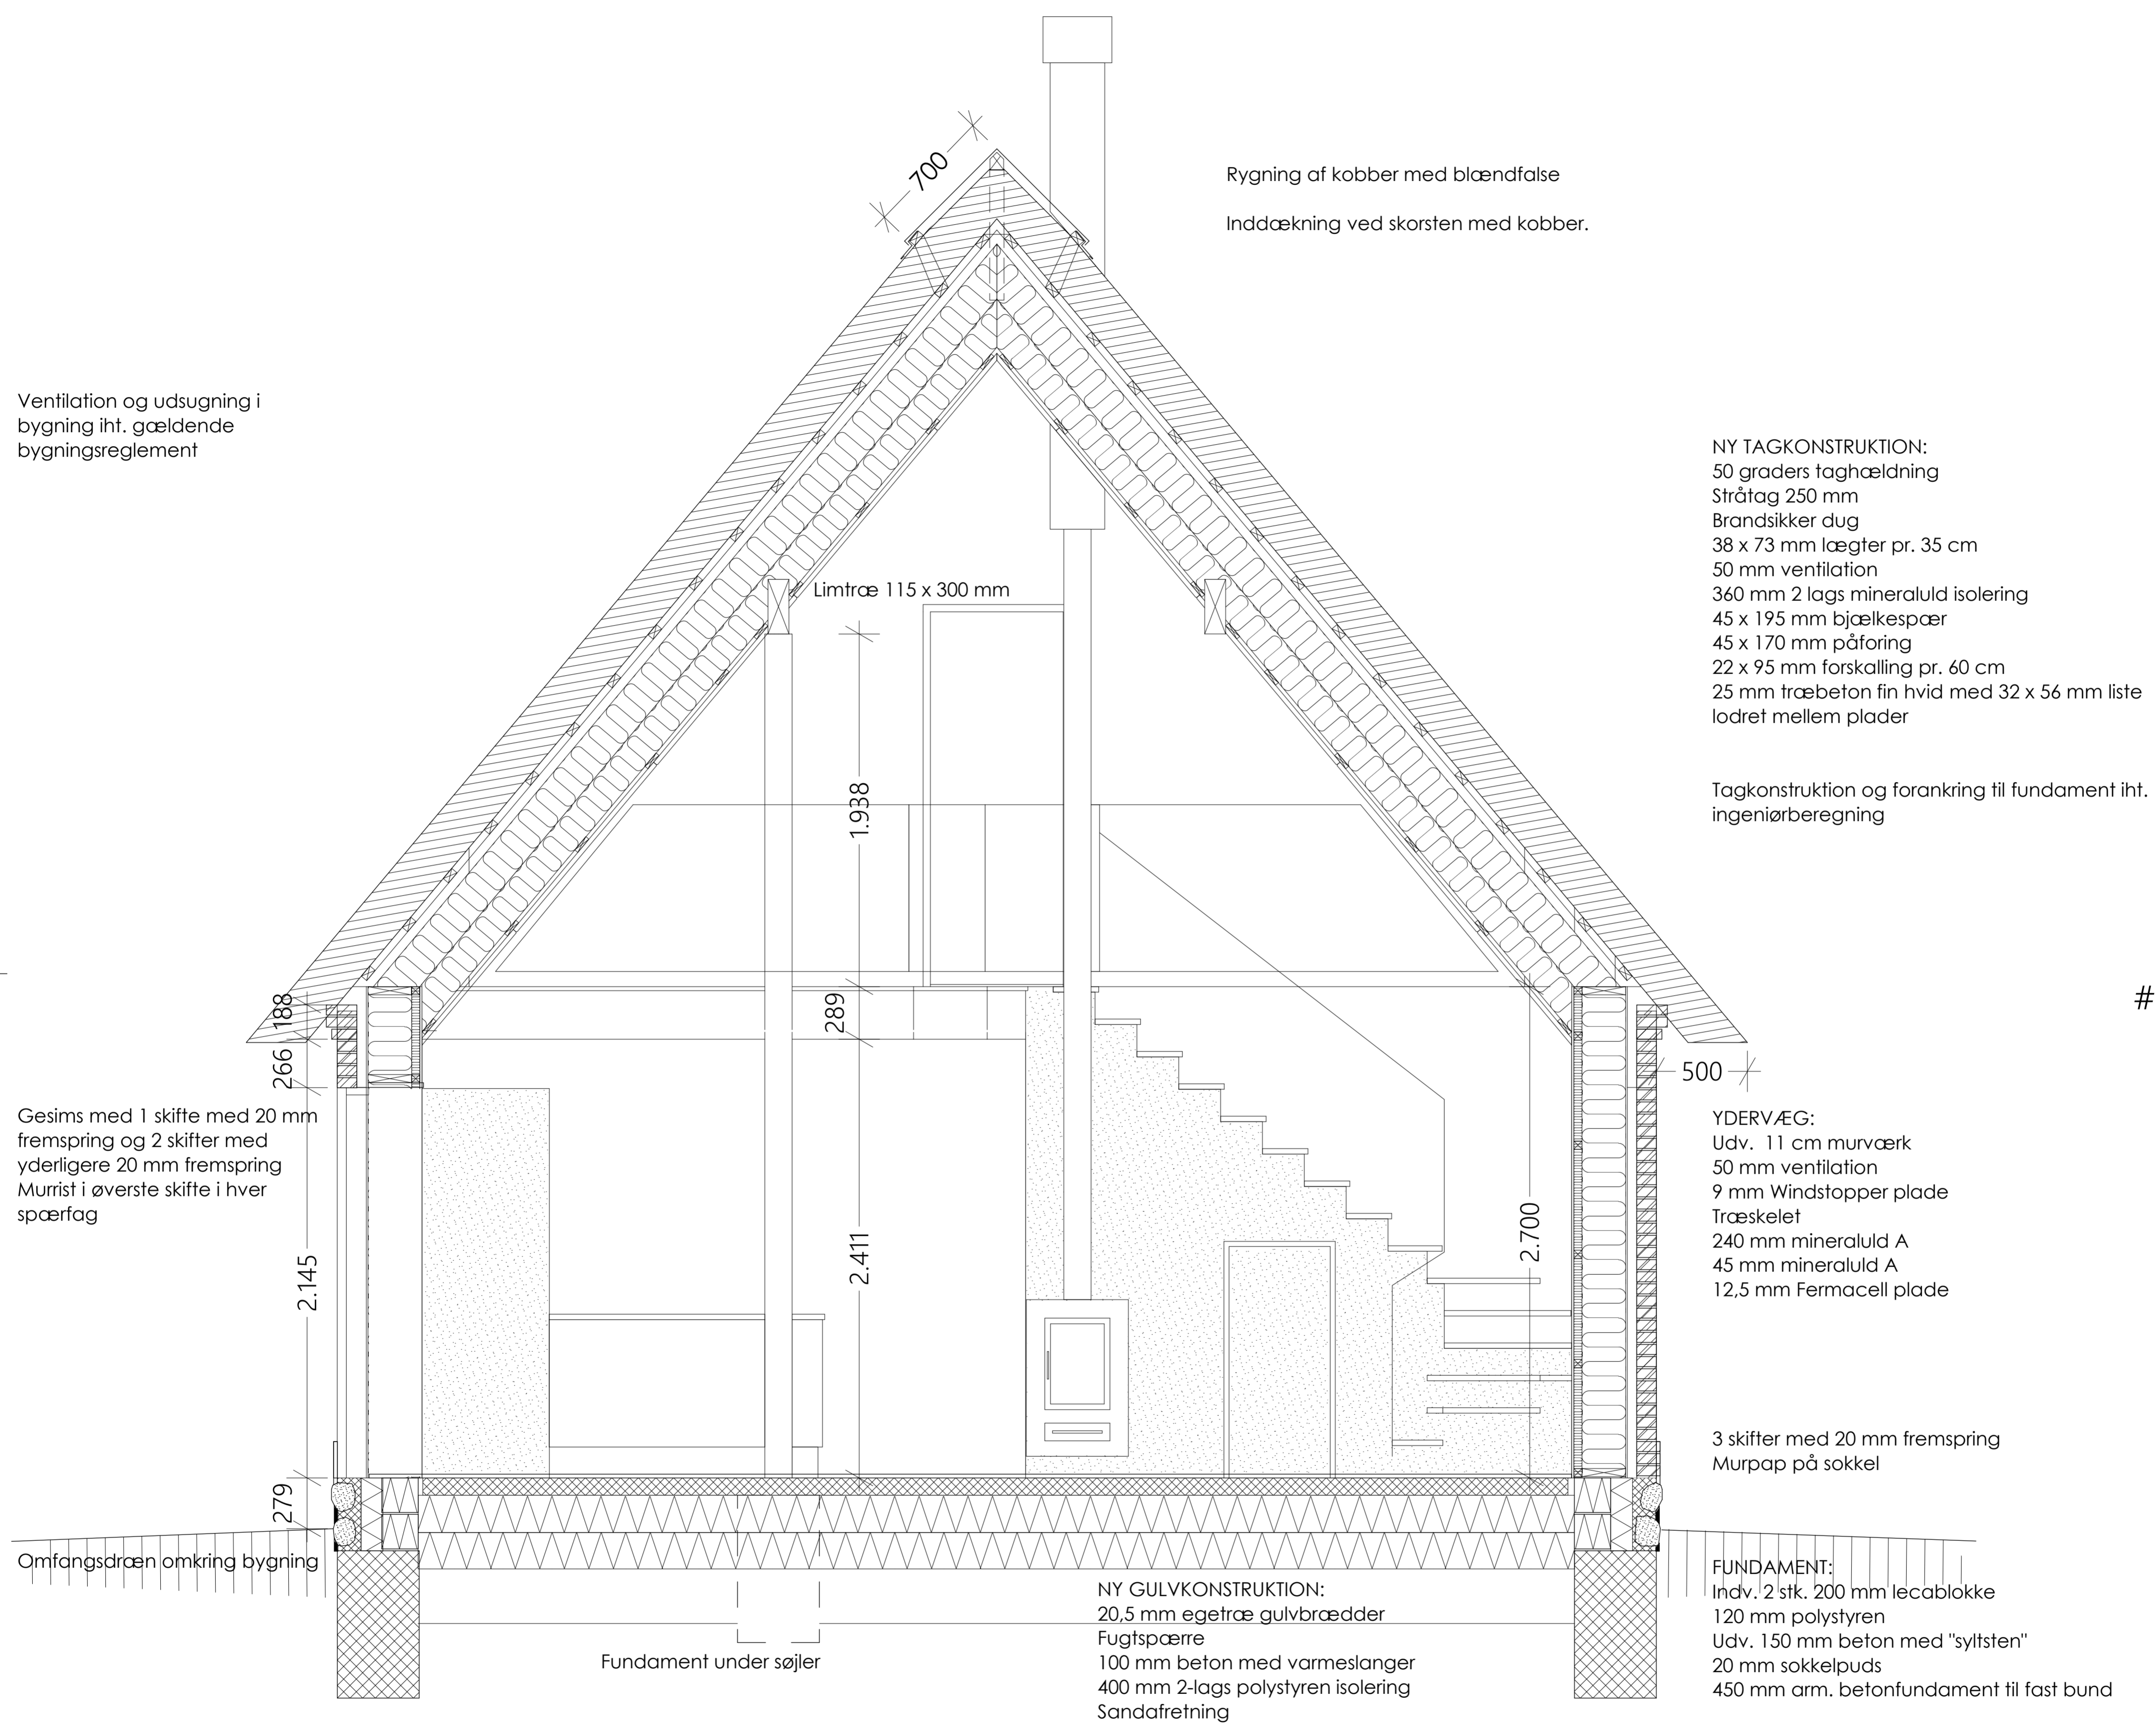 700
Rygning af kobber med blændfalse
Inddækning ved skorsten med kobber.
Ventilation og udsugning i
bygning iht. gældende
bygningsreglement
NY TAGKONSTRUKTION:
50 graders taghældning
Stråtag 250 mm
Brandsikker dug
38 x 73 mm lægter pr. 35 cm
50 mm ventilation
360 mm 2 lags mineraluld isolering
45 x 195 mm bjælkespær
45 x 170 mm påforing
22 x 95 mm forskalling pr. 60 cm
25 mm træbeton fin hvid med 32 x 56 mm liste
lodret mellem plader
Limtræ 115 x 300 mm
1.938
Tagkonstruktion og forankring til fundament iht.
ingeniørberegning
188
289
#
266
500
Gesims med 1 skifte med 20 mm
fremspring og 2 skifter med
yderligere 20 mm fremspring
Murrist i øverste skifte i hver
spærfag
YDERVÆG:
Udv. 11 cm murværk
50 mm ventilation
9 mm Windstopper plade
Træskelet
240 mm mineraluld A
45 mm mineraluld A
12,5 mm Fermacell plade
2.145
2.411
2.700
3 skifter med 20 mm fremspring
Murpap på sokkel
279
Omfangsdræn omkring bygning
Fundament under søjler
NY GULVKONSTRUKTION:
20,5 mm egetræ gulvbrædder
Fugtspærre
100 mm beton med varmeslanger
400 mm 2-lags polystyren isolering
Sandafretning
FUNDAMENT:
Indv. 2 stk. 200 mm lecablokke
120 mm polystyren
Udv. 150 mm beton med "syltsten"
20 mm sokkelpuds
450 mm arm. betonfundament til fast bund